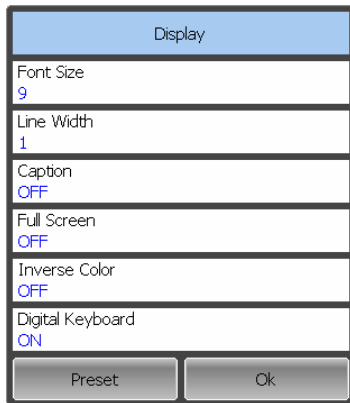 Display
Font Size
9
Line Width
1
Caption
OFF
Full Screen
OFF
Inverse Color
OFF
Digital Keyboard
ON
Preset
Ok